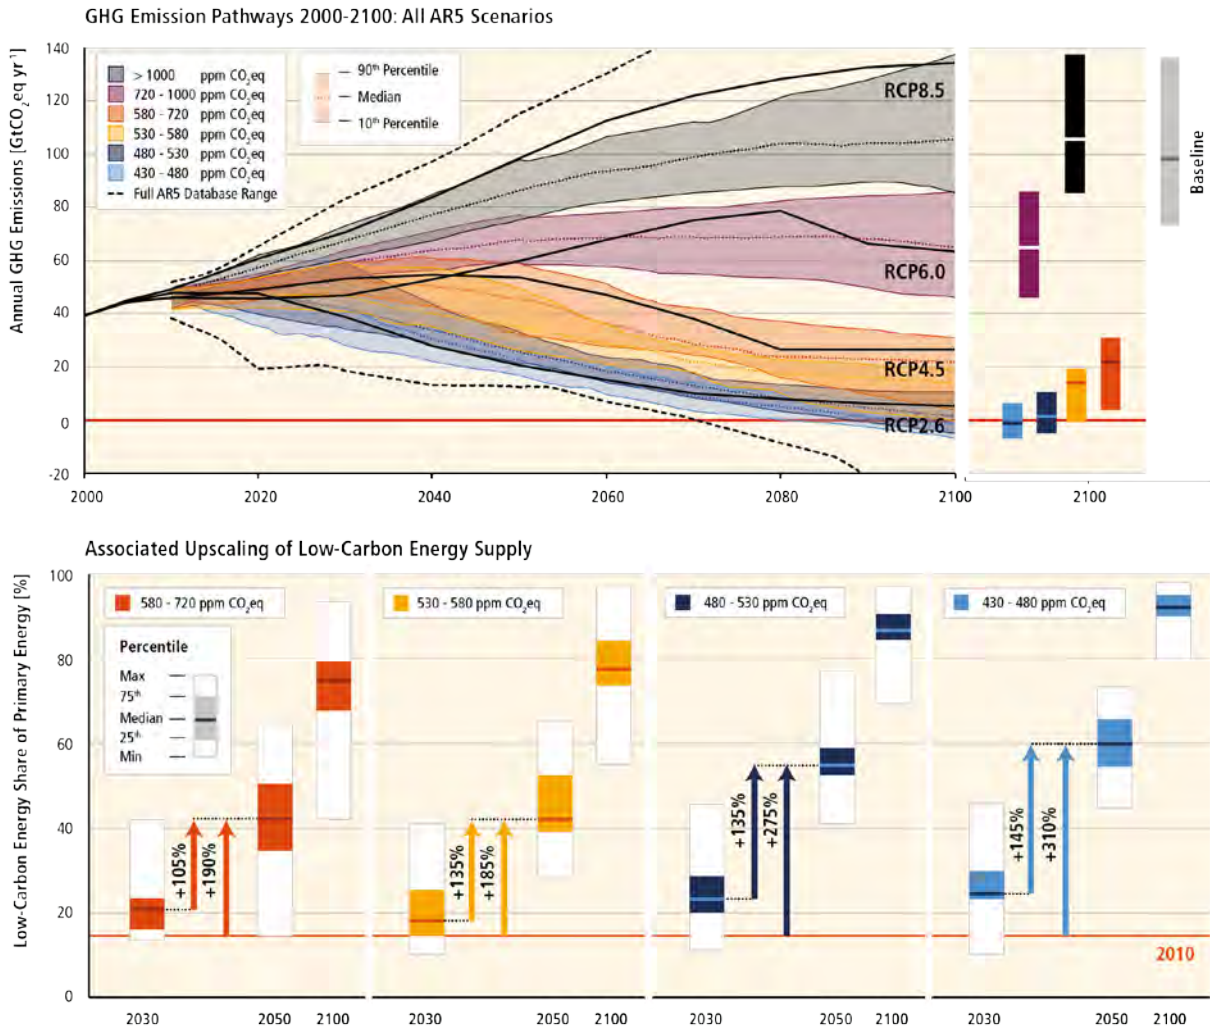 GHG Emission Pathways 2000-2100: All AR5 Scenarios
Annual GHG Emissions [GtCO₂eq yr⁻¹]
140
120
100
80
60
40
20
0
-20
> 1000 ppm CO₂eq
720 - 1000 ppm CO₂eq
580 - 720 ppm CO₂eq
530 - 580 ppm CO₂eq
480 - 530 ppm CO₂eq
430 - 480 ppm CO₂eq
Full AR5 Database Range
90th Percentile
Median
10th Percentile
RCP8.5
RCP6.0
RCP4.5
RCP2.6
Baseline
2000
2020
2040
2060
2080
2100
2100
Associated Upscaling of Low-Carbon Energy Supply
Low-Carbon Energy Share of Primary Energy [%]
100
80
60
40
20
0
580 - 720 ppm CO₂eq
530 - 580 ppm CO₂eq
480 - 530 ppm CO₂eq
430 - 480 ppm CO₂eq
Percentile
Max
75th
Median
25th
Min
+105%
+190%
+135%
+185%
+135%
+275%
+145%
+310%
2010
2030
2050
2100
2030
2050
2100
2030
2050
2100
2030
2050
2100